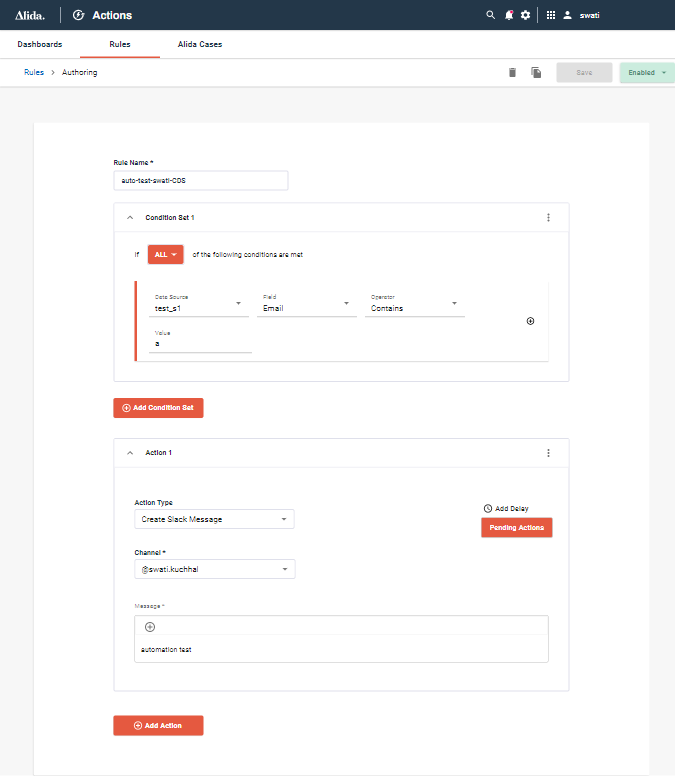 Alida. Actions swati
Dashboards Rules Alida Cases
Rules > Authoring Save Enabled
Rule Name *
auto-test-swati-CDS
Condition Set 1
If ALL of the following conditions are met
Data Source Field Operator
test_s1 Email Contains
Value
a
Add Condition Set
Action 1
Action Type
Create Slack Message
Add Delay
Pending Actions
Channel *
@swati.kuchhal
Message *
automation test
Add Action